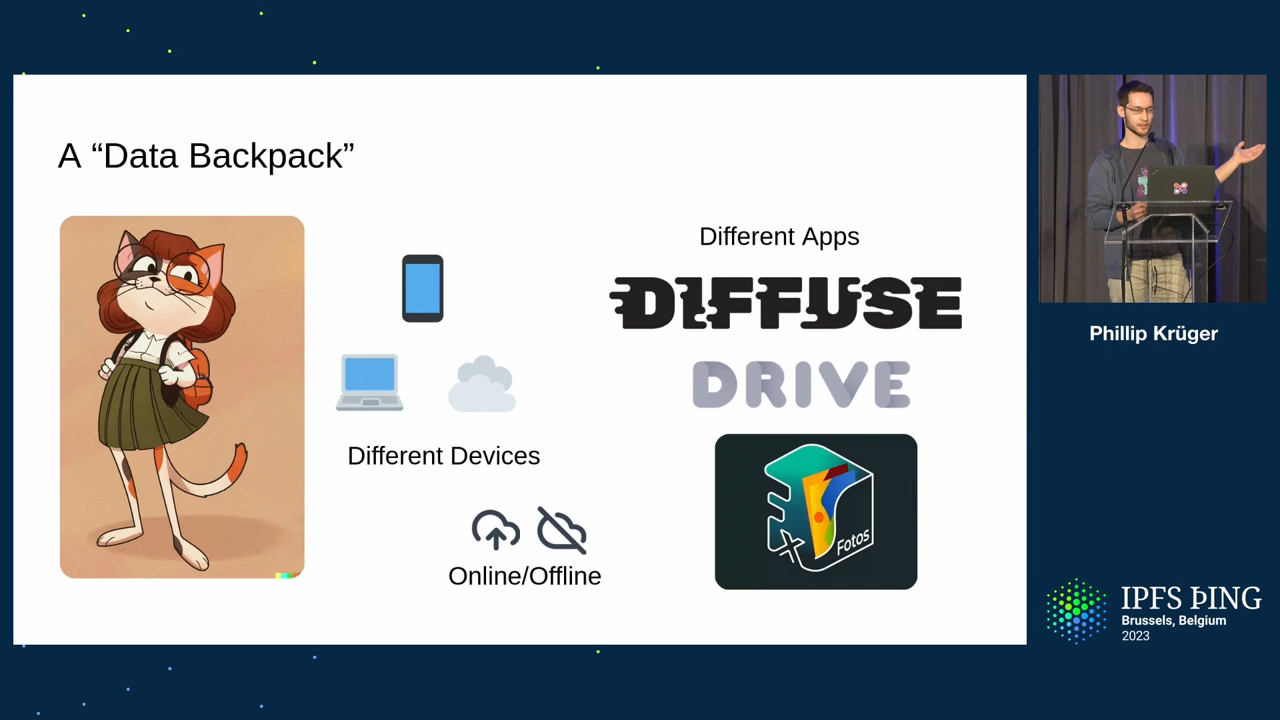 A “Data Backpack”
Different Apps
DIFFUSE
DRIVE
Different Devices
Fotos
Online/Offline
Phillip Krüger
IPFS ÞING
Brussels, Belgium
2023